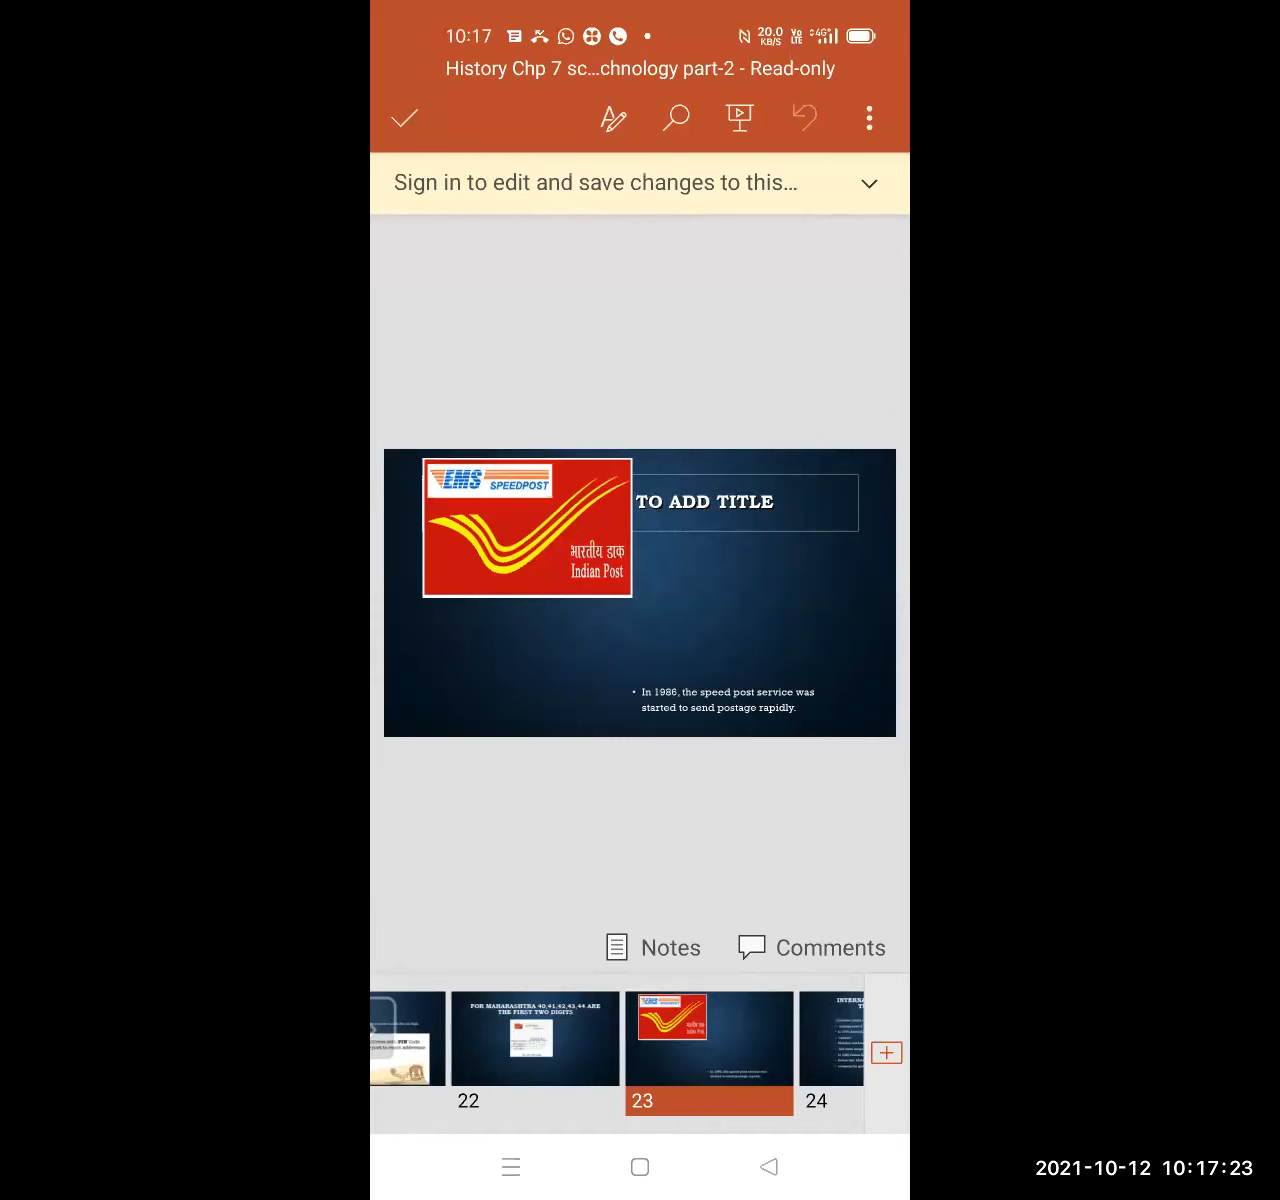 10:17
20.0 KB/S
Vo LTE
4G+
History Chp 7 sc...chnology part-2 - Read-only
Sign in to edit and save changes to this...
EMS SPEEDPOST
TO ADD TITLE
भारतीय डाक
Indian Post
• In 1986, the speed post service was
started to send postage rapidly.
Notes
Comments
FOR MAHARASHTRA 40,41,42,43,44 ARE
THE FIRST TWO DIGITS
22
23
24
2021-10-12 10:17:23